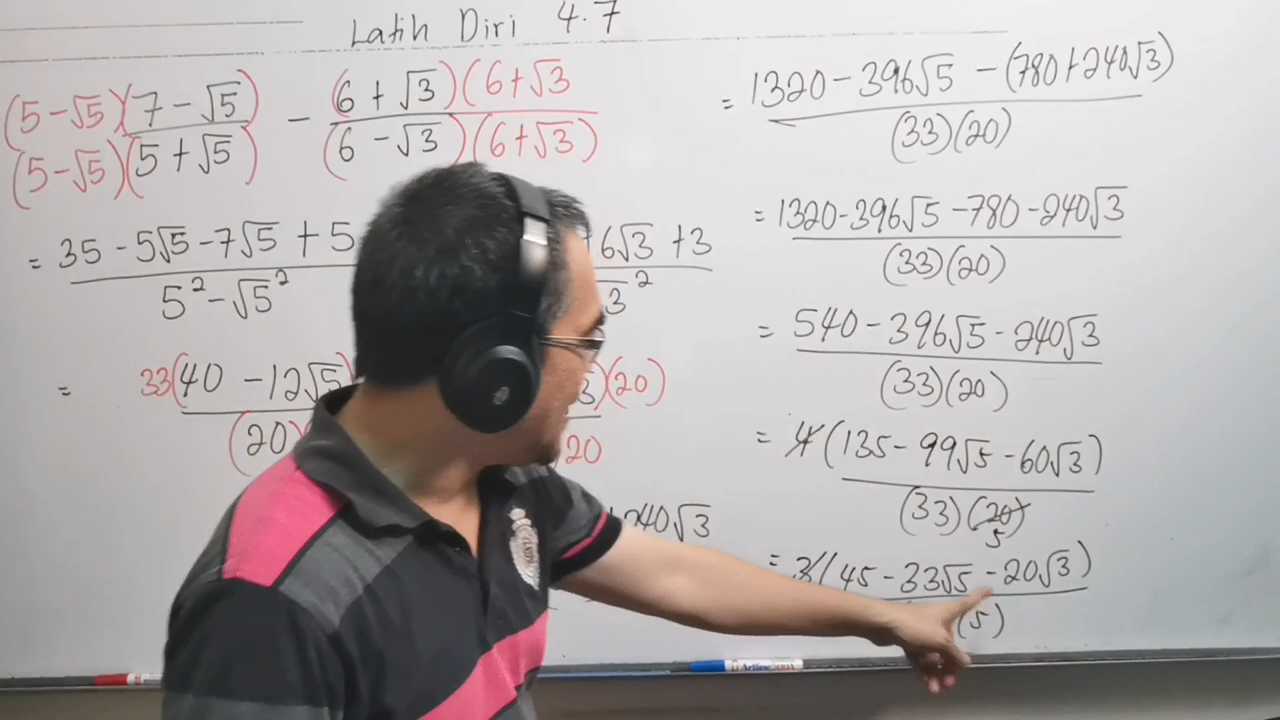 Latih Diri 4.7
(5-√5)(7-√5) - (6+√3)(6+√3
(5-√5)(5+√5) (6-√3)(6+√3)
= 35 - 5√5 - 7√5 + 5 6√3 + 3
5² - √5² 3²
= 33(40 - 12√5) )(20)
(20) 20
240√3
= 1320 - 396√5 - (780 + 240√3)
(33)(20)
= 1320 - 396√5 - 780 - 240√3
(33)(20)
= 540 - 396√5 - 240√3
(33)(20)
= 4(135 - 99√5 - 60√3)
(33)(20)
5
= 3(45 - 33√5 - 20√3)
(5)
Artline 500A